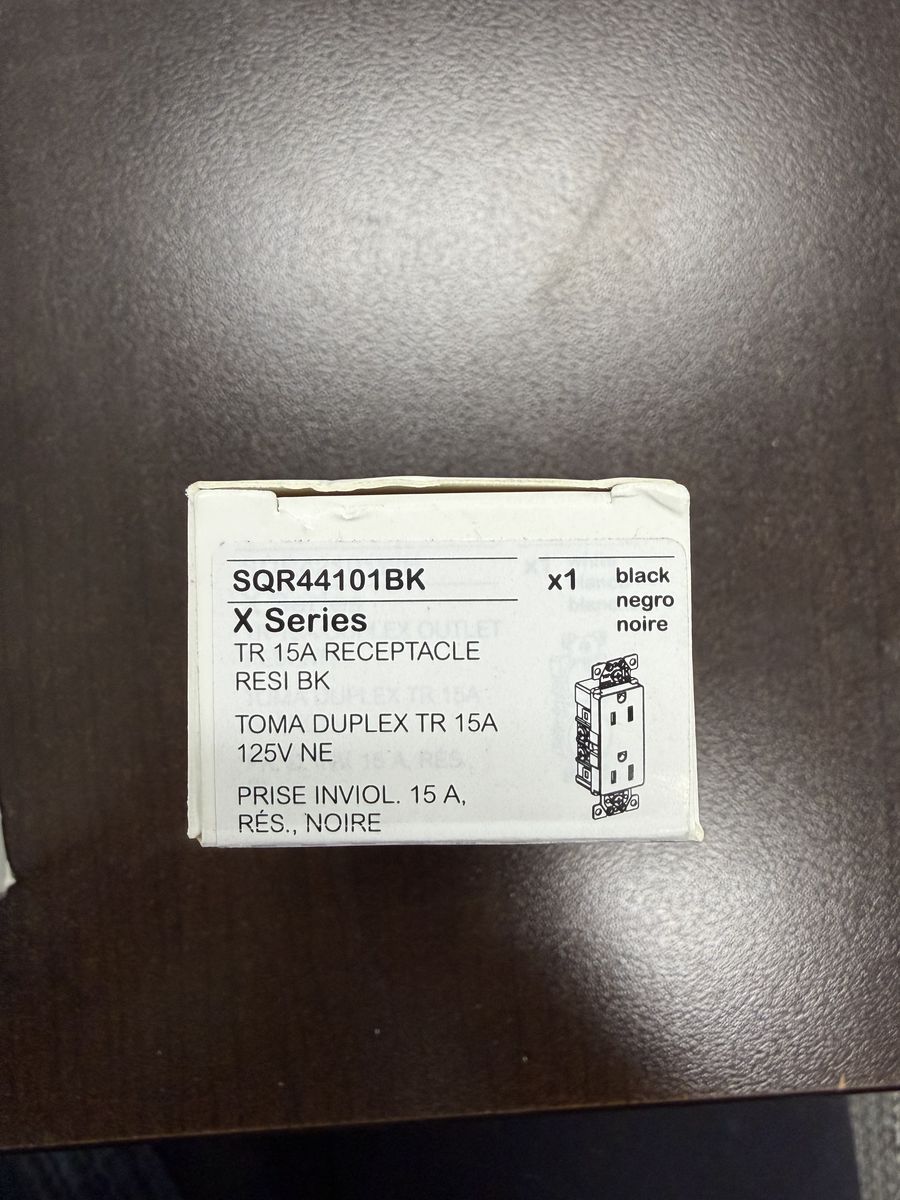 SQR44101BK
X Series
TR 15A RECEPTACLE
RESI BK
TOMA DUPLEX TR 15A
125V NE
PRISE INVIOL. 15 A,
RÉS., NOIRE
x1
black
negro
noire